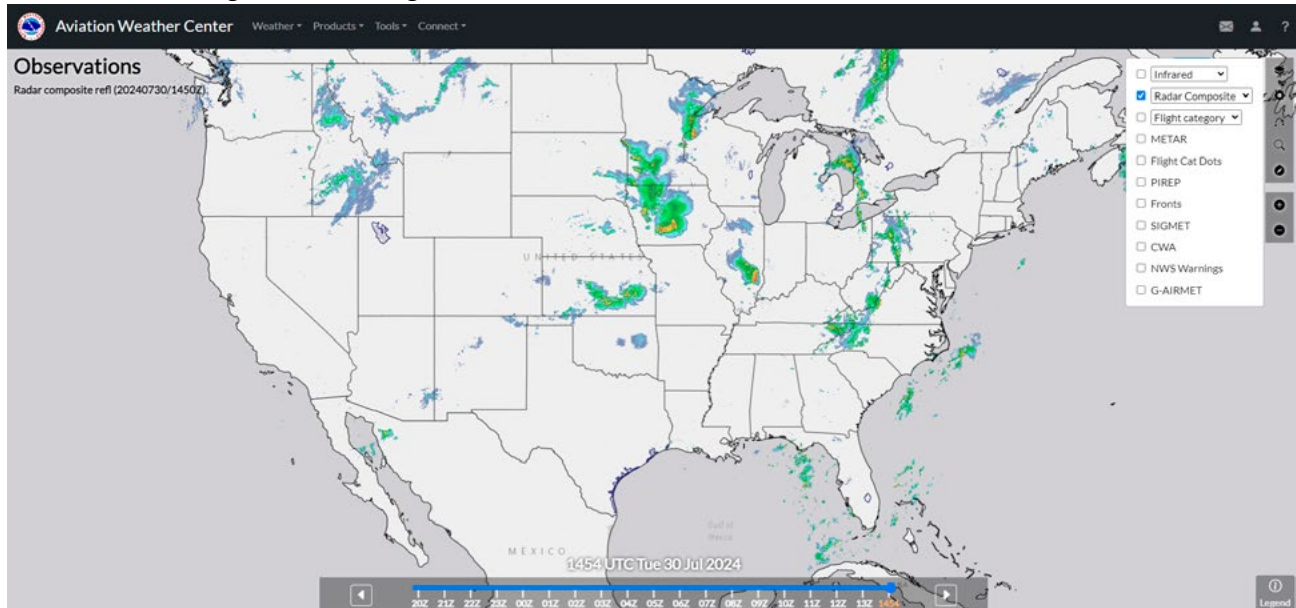 Aviation Weather Center Weather Products Tools Connect ?
Observations
Radar composite refl (20240730/1450Z)
Infrared
Radar Composite
Flight category
METAR
Flight Cat Dots
PIREP
Fronts
SIGMET
CWA
NWS Warnings
G-AIRMET
UNITED STATES
Gulf of
Mexico
MÉXICO
1454 UTC Tue 30 Jul 2024
20Z 21Z 22Z 23Z 00Z 01Z 02Z 03Z 04Z 05Z 06Z 07Z 08Z 09Z 10Z 11Z 12Z 13Z 1454
Legend